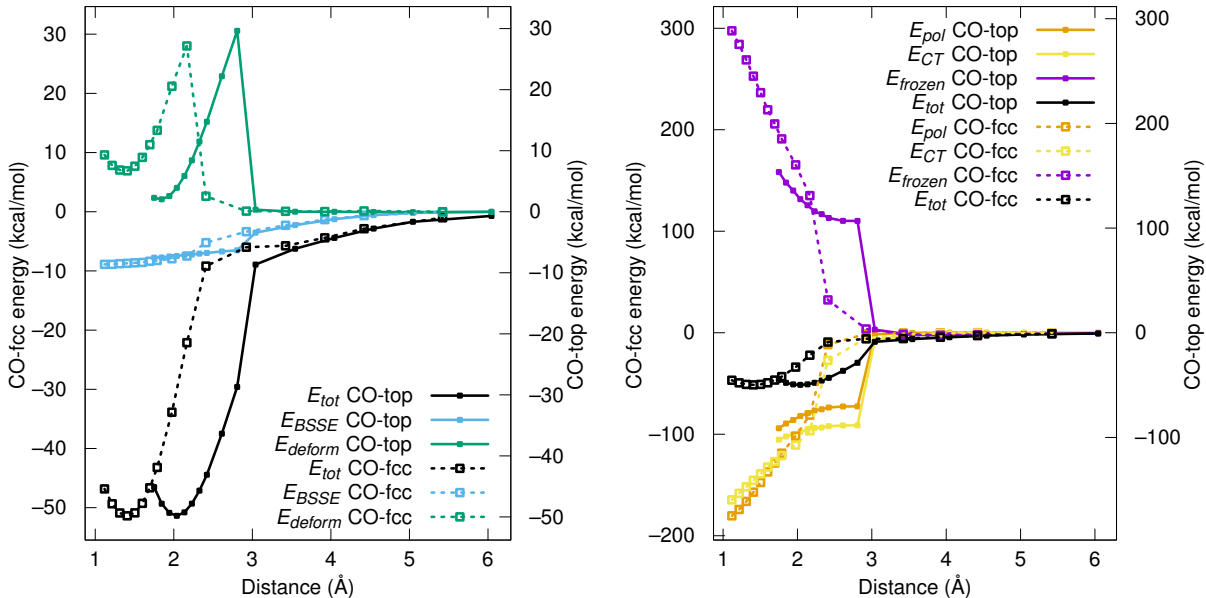 30
20
10
0
−10
−20
−30
−40
−50
CO-fcc energy (kcal/mol)
30
20
10
0
−10
−20
−30
−40
−50
CO-top energy (kcal/mol)
E_tot CO-top
E_BSSE CO-top
E_deform CO-top
E_tot CO-fcc
E_BSSE CO-fcc
E_deform CO-fcc
1 2 3 4 5 6
Distance (Å)
300
200
100
0
−100
−200
CO-fcc energy (kcal/mol)
E_pol CO-top
E_CT CO-top
E_frozen CO-top
E_tot CO-top
E_pol CO-fcc
E_CT CO-fcc
E_frozen CO-fcc
E_tot CO-fcc
300
200
100
0
−100
CO-top energy (kcal/mol)
1 2 3 4 5 6
Distance (Å)